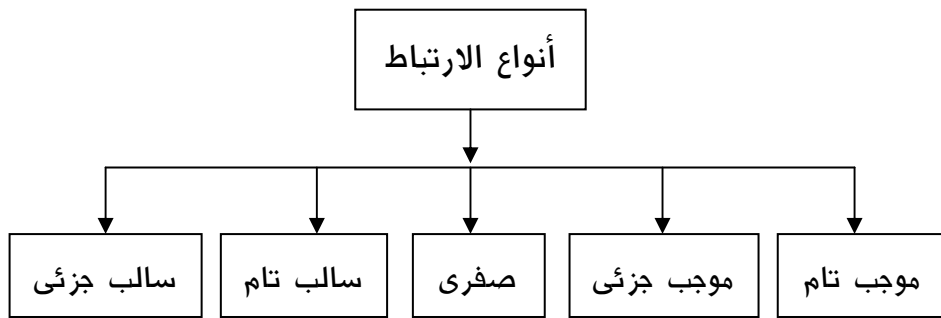 أنواع الارتباط
موجب تام
موجب جزئى
صفرى
سالب تام
سالب جزئى